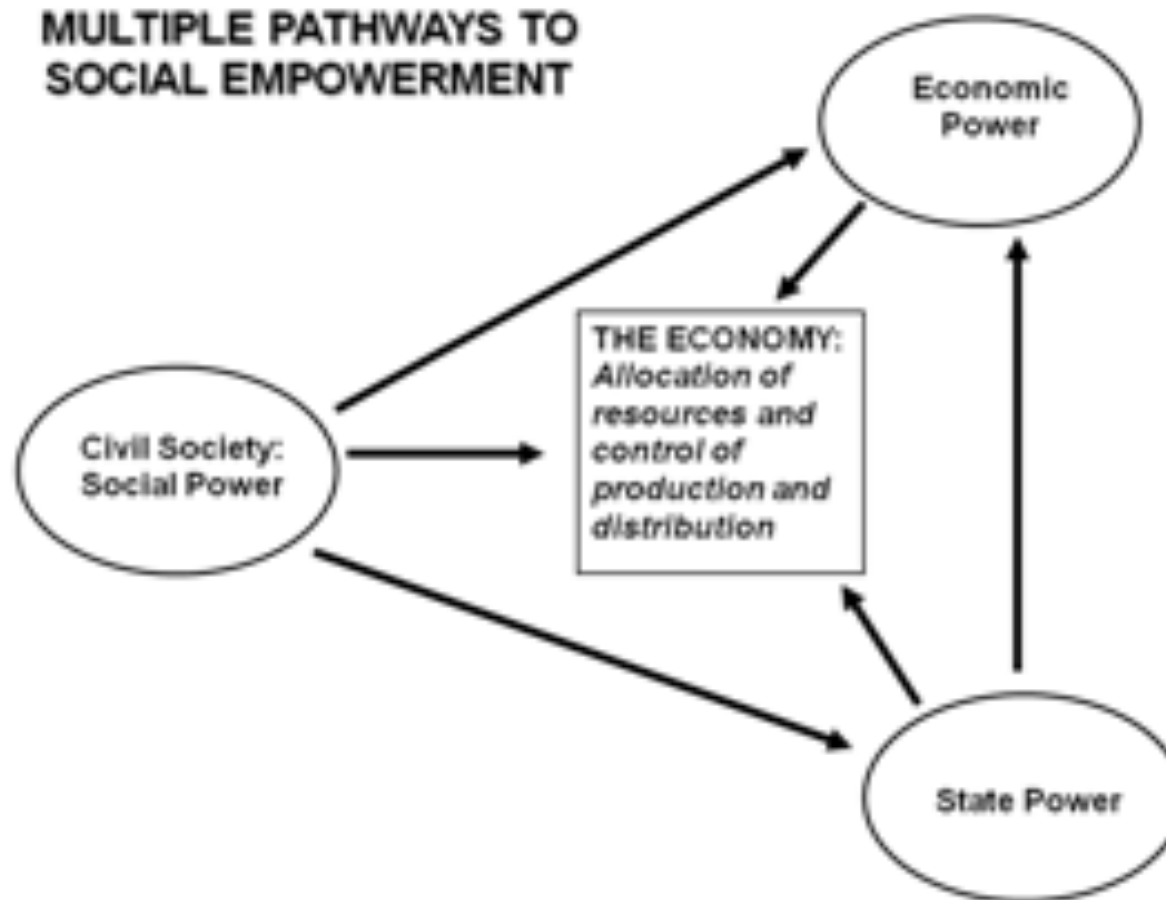 MULTIPLE PATHWAYS TO
SOCIAL EMPOWERMENT
Economic
Power
THE ECONOMY:
Allocation of
resources and
control of
production and
distribution
Civil Society:
Social Power
State Power